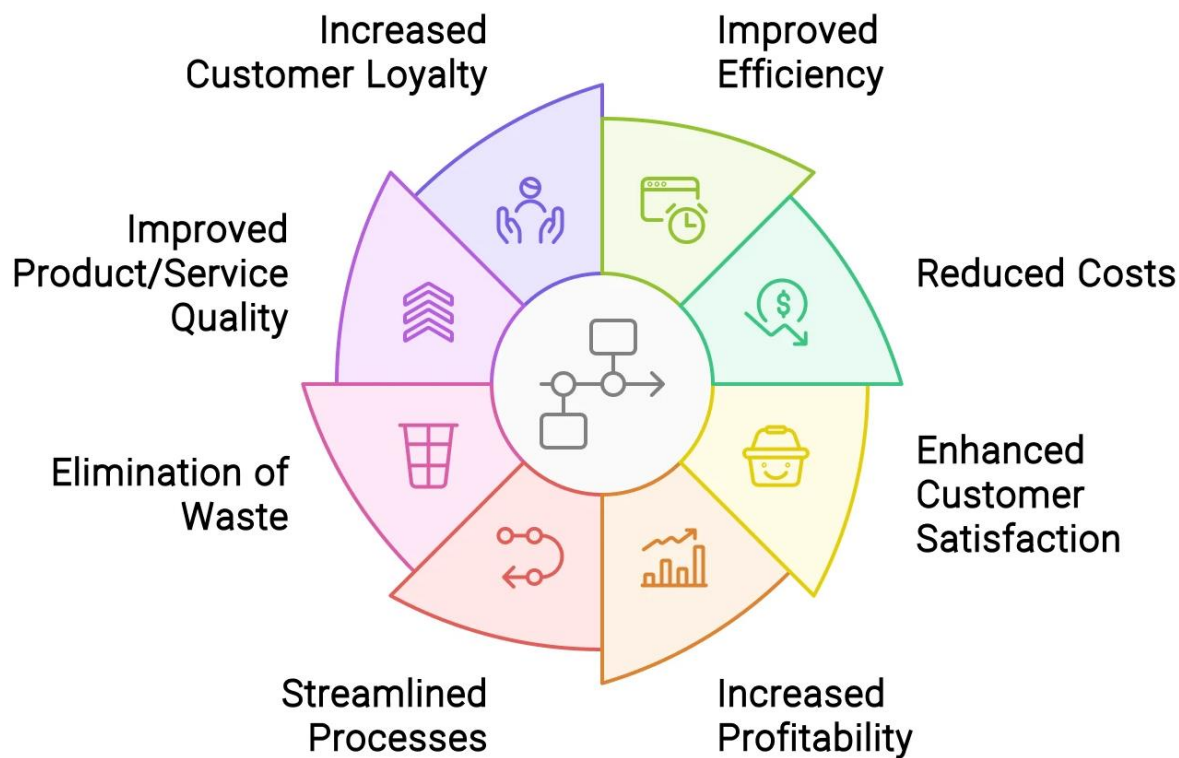 Increased
Customer Loyalty
Improved
Efficiency
Improved
Product/Service
Quality
Reduced Costs
Elimination of
Waste
Enhanced
Customer
Satisfaction
Streamlined
Processes
Increased
Profitability
$